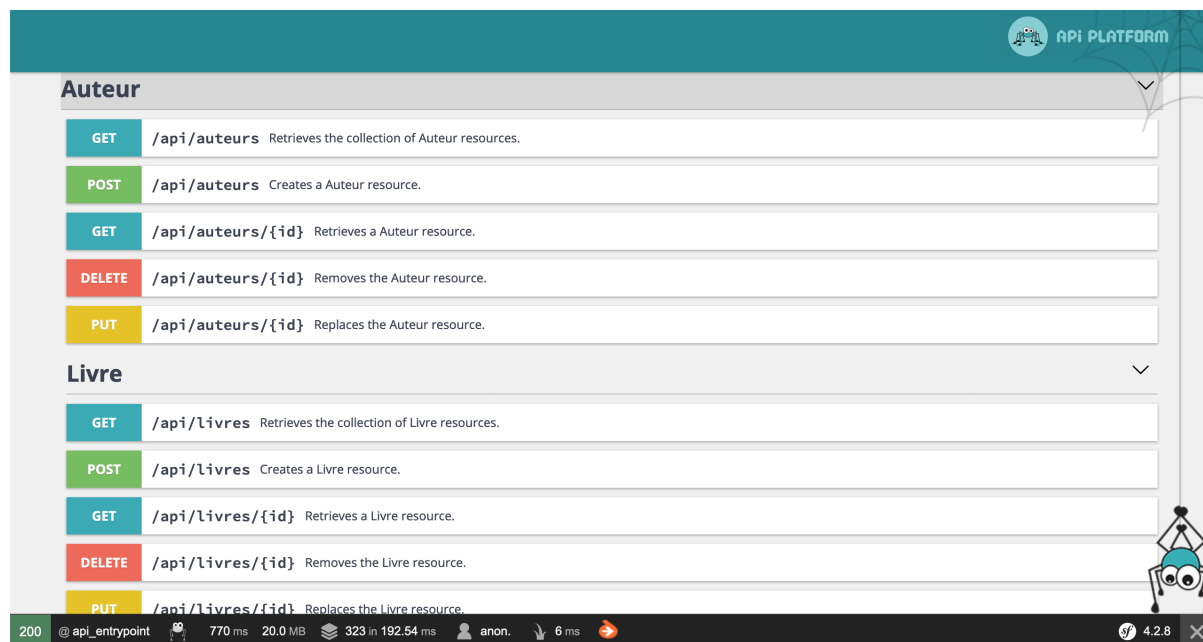 API PLATFORM
Auteur
GET /api/auteurs Retrieves the collection of Auteur resources.
POST /api/auteurs Creates a Auteur resource.
GET /api/auteurs/{id} Retrieves a Auteur resource.
DELETE /api/auteurs/{id} Removes the Auteur resource.
PUT /api/auteurs/{id} Replaces the Auteur resource.
Livre
GET /api/livres Retrieves the collection of Livre resources.
POST /api/livres Creates a Livre resource.
GET /api/livres/{id} Retrieves a Livre resource.
DELETE /api/livres/{id} Removes the Livre resource.
PUT /api/livres/{id} Replaces the Livre resource.
200 @ api_entrypoint 770 ms 20.0 MB 323 in 192.54 ms anon. 6 ms sf 4.2.8